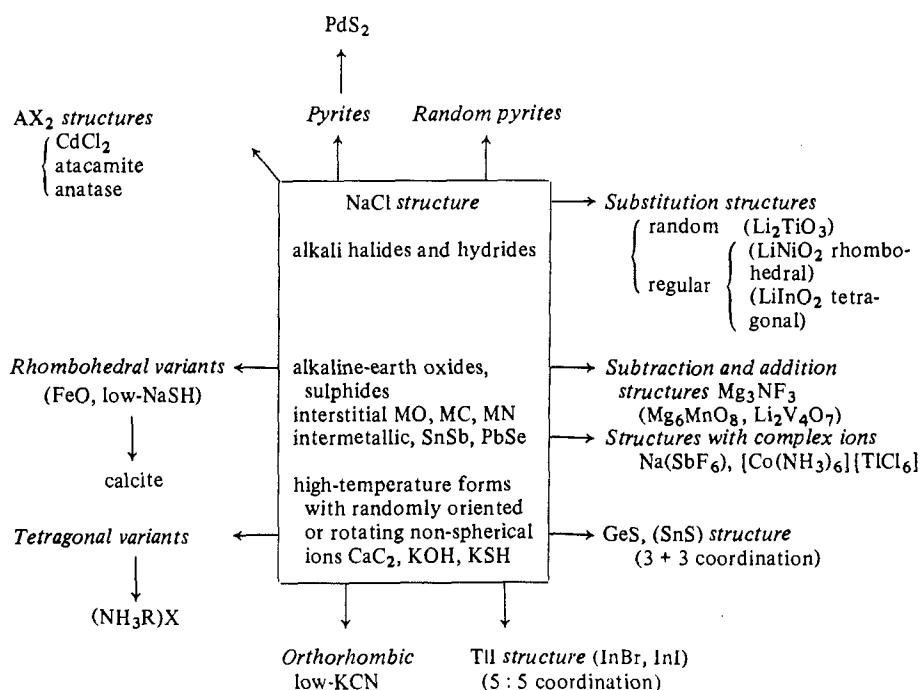 PdS₂
AX₂ structures
CdCl₂
atacamite
anatase
Pyrites
Random pyrites
NaCl structure
alkali halides and hydrides
alkaline-earth oxides,
sulphides
interstitial MO, MC, MN
intermetallic, SnSb, PbSe
high-temperature forms
with randomly oriented
or rotating non-spherical
ions CaC₂, KOH, KSH
Substitution structures
random (Li₂TiO₃)
regular
(LiNiO₂ rhombo-
hedral)
(LiInO₂ tetra-
gonal)
Rhombohedral variants
(FeO, low-NaSH)
calcite
Subtraction and addition
structures Mg₃NF₃
(Mg₆MnO₈, Li₂V₄O₇)
Structures with complex ions
Na(SbF₆), [Co(NH₃)₆][TlCl₆]
Tetragonal variants
(NH₃R)X
GeS, (SnS) structure
(3 + 3 coordination)
Orthorhombic
low-KCN
TlI structure (InBr, InI)
(5 : 5 coordination)